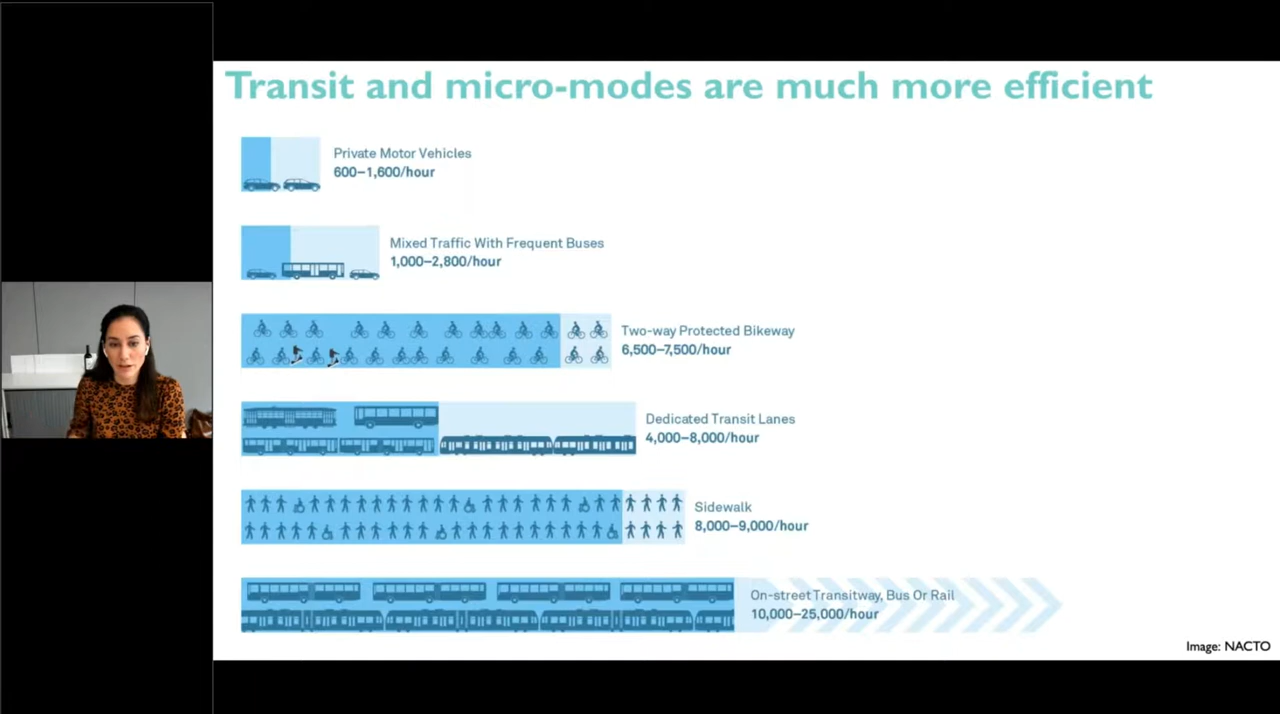 Transit and micro-modes are much more efficient
Private Motor Vehicles
600–1,600/hour
Mixed Traffic With Frequent Buses
1,000–2,800/hour
Two-way Protected Bikeway
6,500–7,500/hour
Dedicated Transit Lanes
4,000–8,000/hour
Sidewalk
8,000–9,000/hour
On-street Transitway, Bus Or Rail
10,000–25,000/hour
Image: NACTO